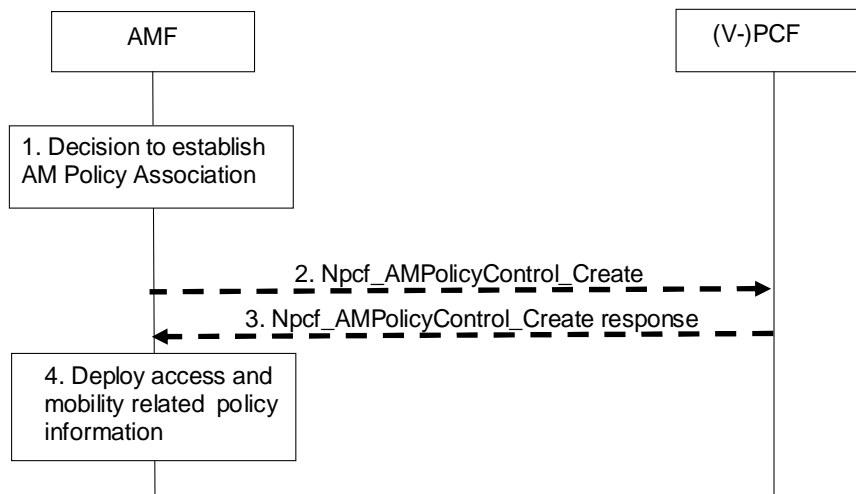 AMF
(V-)PCF
1. Decision to establish
AM Policy Association
2. Npcf_AMPolicyControl_Create
3. Npcf_AMPolicyControl_Create response
4. Deploy access and
mobility related policy
information